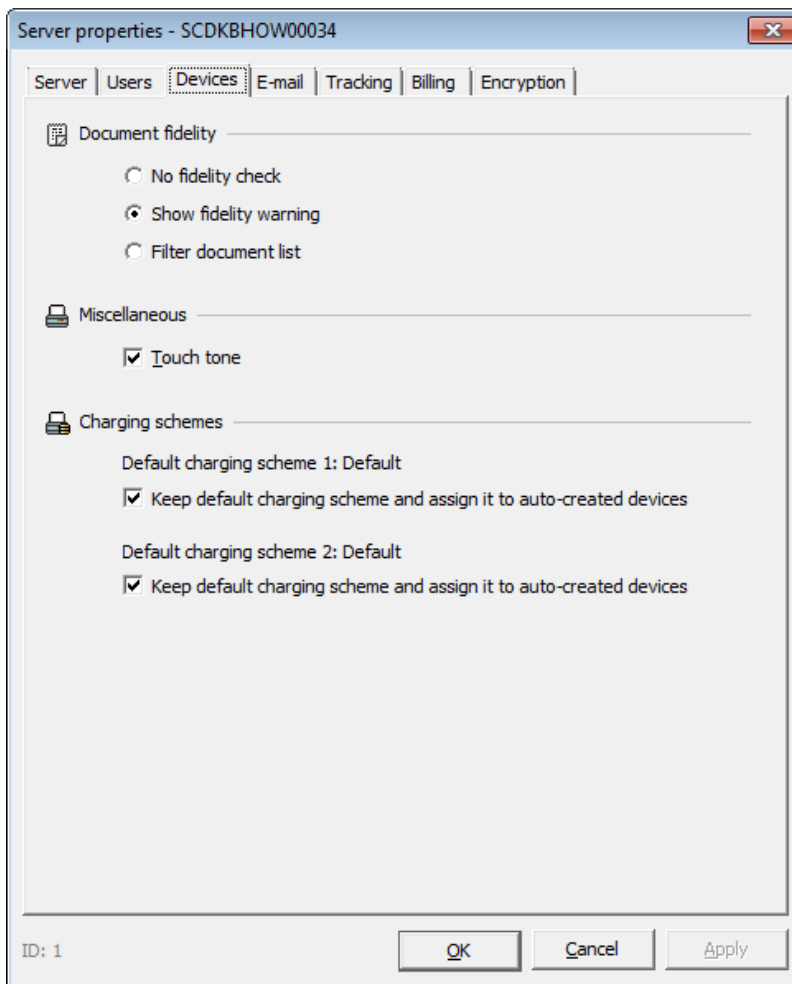 Server properties - SCDKBHOW00034
Server Users Devices E-mail Tracking Billing Encryption
Document fidelity
No fidelity check
Show fidelity warning
Filter document list
Miscellaneous
Touch tone
Charging schemes
Default charging scheme 1: Default
Keep default charging scheme and assign it to auto-created devices
Default charging scheme 2: Default
Keep default charging scheme and assign it to auto-created devices
ID: 1 OK Cancel Apply